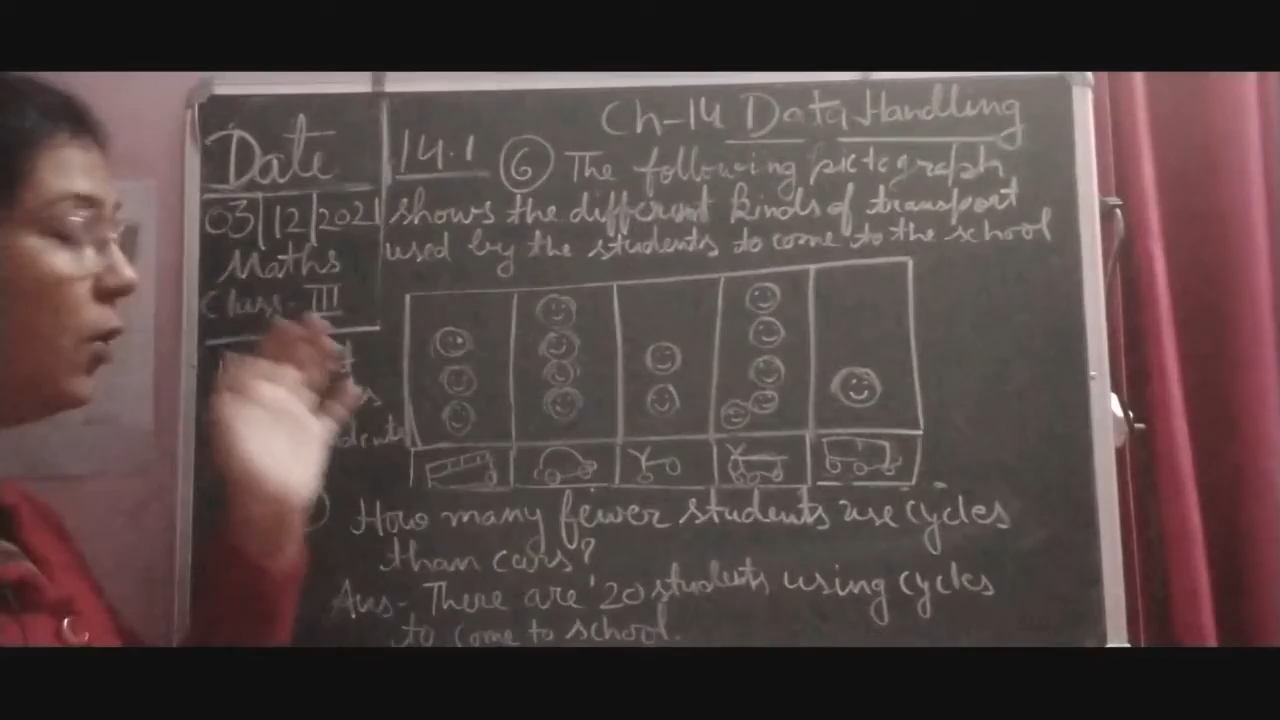 Ch-14 Data Handling
Date
03|12|2021
Maths
Class- III
14.1 ⑥ The following pictograph
shows the different kinds of transport
used by the students to come to the school
How many fewer students use cycles
than cars?
Ans- There are 20 students using cycles
to come to school.